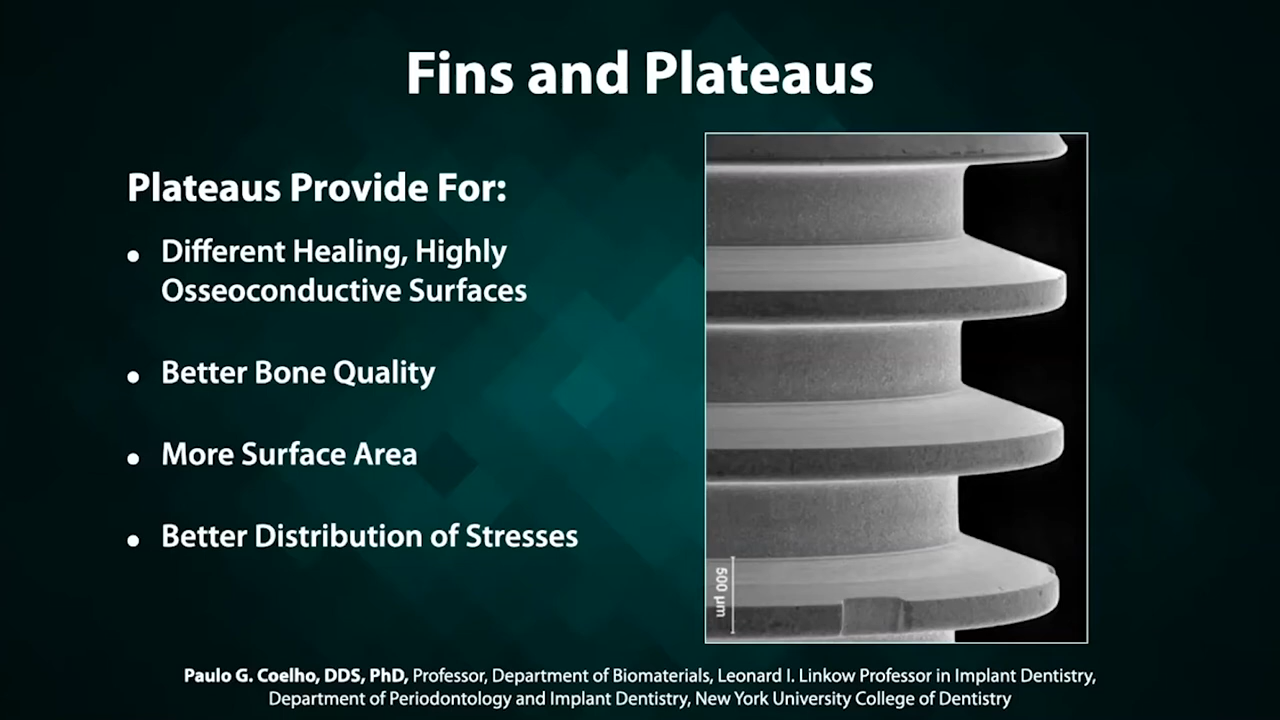 Fins and Plateaus
Plateaus Provide For:
• Different Healing, Highly
Osseoconductive Surfaces
• Better Bone Quality
• More Surface Area
• Better Distribution of Stresses
500 µm
Paulo G. Coelho, DDS, PhD, Professor, Department of Biomaterials, Leonard I. Linkow Professor in Implant Dentistry,
Department of Periodontology and Implant Dentistry, New York University College of Dentistry